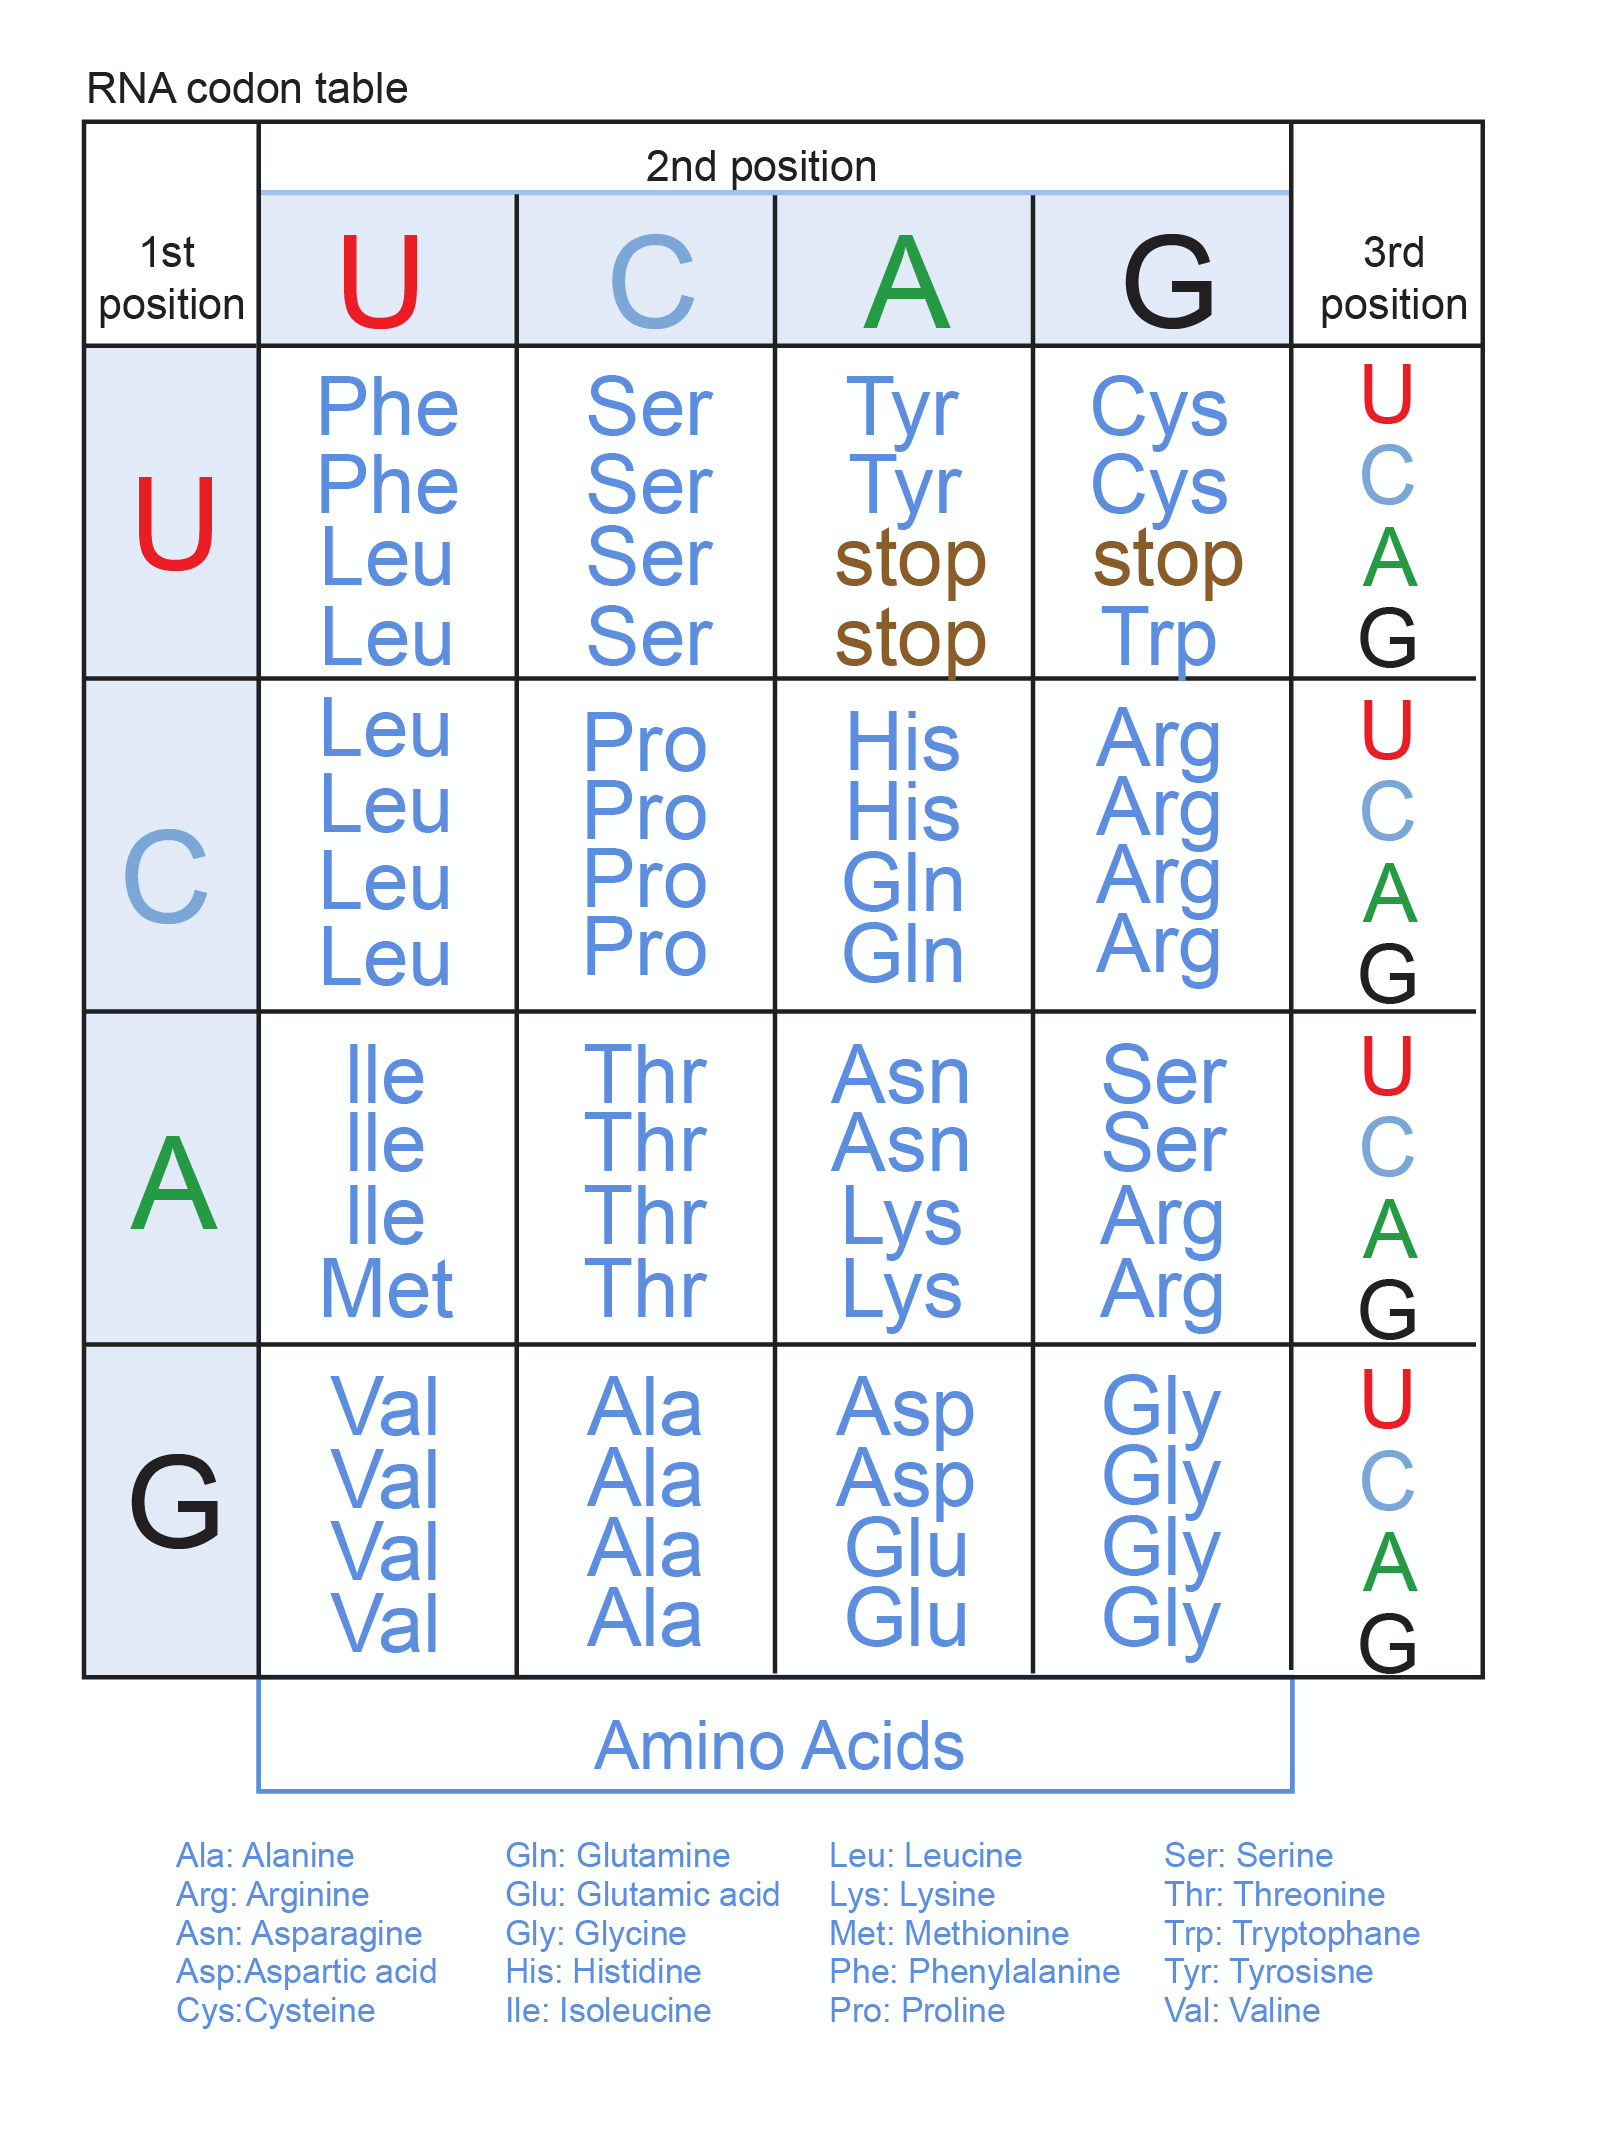 RNA codon table
2nd position
1st
position
U C A G
3rd
position
U
Phe Ser Tyr Cys U
Phe Ser Tyr Cys C
Leu Ser stop stop A
Leu Ser stop Trp G
C
Leu Pro His Arg U
Leu Pro His Arg C
Leu Pro Gln Arg A
Leu Pro Gln Arg G
A
Ile Thr Asn Ser U
Ile Thr Asn Ser C
Ile Thr Lys Arg A
Met Thr Lys Arg G
G
Val Ala Asp Gly U
Val Ala Asp Gly C
Val Ala Glu Gly A
Val Ala Glu Gly G
Amino Acids
Ala: Alanine Gln: Glutamine Leu: Leucine Ser: Serine
Arg: Arginine Glu: Glutamic acid Lys: Lysine Thr: Threonine
Asn: Asparagine Gly: Glycine Met: Methionine Trp: Tryptophane
Asp:Aspartic acid His: Histidine Phe: Phenylalanine Tyr: Tyrosisne
Cys:Cysteine Ile: Isoleucine Pro: Proline Val: Valine